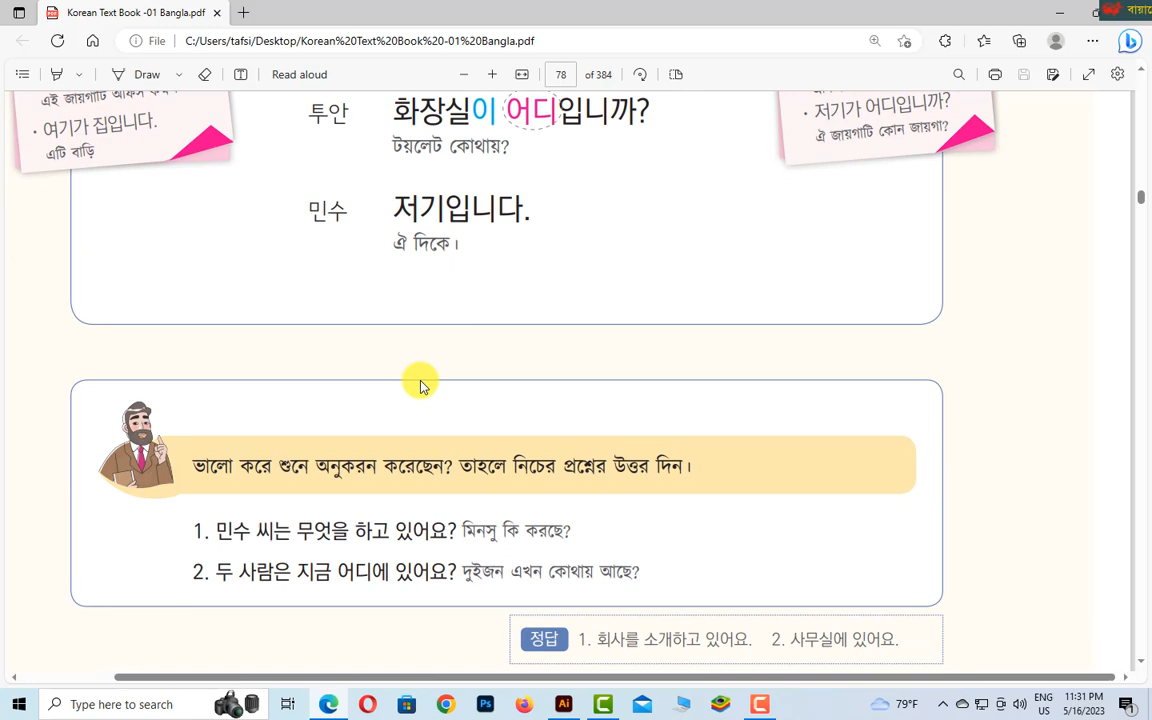 Korean Text Book -01 Bangla.pdf
File C:/Users/tafsi/Desktop/Korean%20Text%20Book%20-01%20Bangla.pdf
Draw Read aloud 78 of 384
여기가 집입니다.
এটি বাড়ি
투안 화장실이 어디입니까?
টয়লেট কোথায়?
저기가 어디입니까?
ঐ জায়গাটি কোন জায়গা?
민수 저기입니다.
ঐ দিকে।
ভালো করে শুনে অনুকরন করেছেন? তাহলে নিচের প্রশ্নের উত্তর দিন।
1. 민수 씨는 무엇을 하고 있어요? মিনসু কি করছে?
2. 두 사람은 지금 어디에 있어요? দুইজন এখন কোথায় আছে?
정답 1. 회사를 소개하고 있어요. 2. 사무실에 있어요.
Type here to search
79°F
ENG
US
11:31 PM
5/16/2023